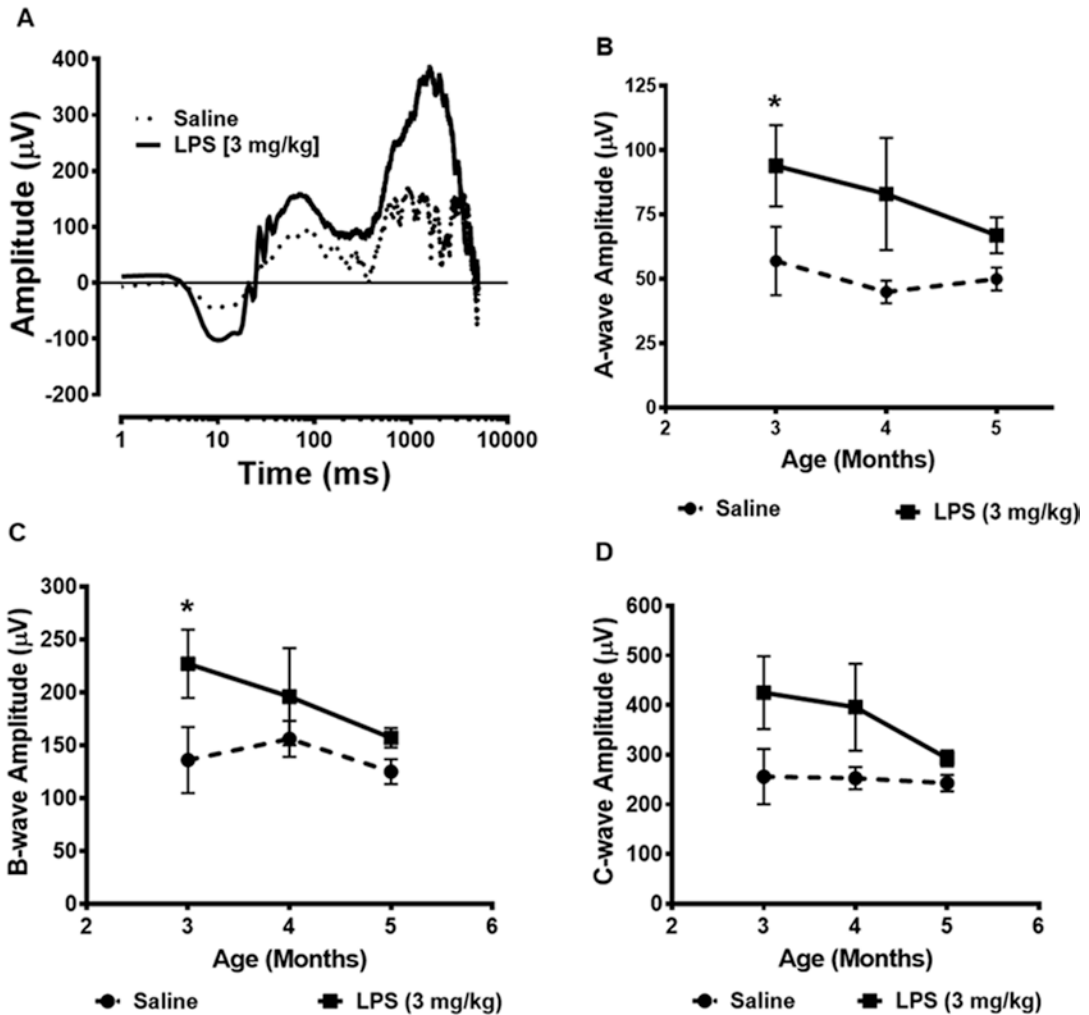 A
400
300
200
100
0
-100
-200
Amplitude (μV)
Saline
LPS [3 mg/kg]
1 10 100 1000 10000
Time (ms)
B
125
100
75
50
25
0
A-wave Amplitude (μV)
*
2 3 4 5
Age (Months)
Saline LPS (3 mg/kg)
C
300
250
200
150
100
50
0
B-wave Amplitude (μV)
*
2 3 4 5 6
Age (Months)
Saline LPS (3 mg/kg)
D
600
500
400
300
200
100
0
C-wave Amplitude (μV)
2 3 4 5 6
Age (Months)
Saline LPS (3 mg/kg)